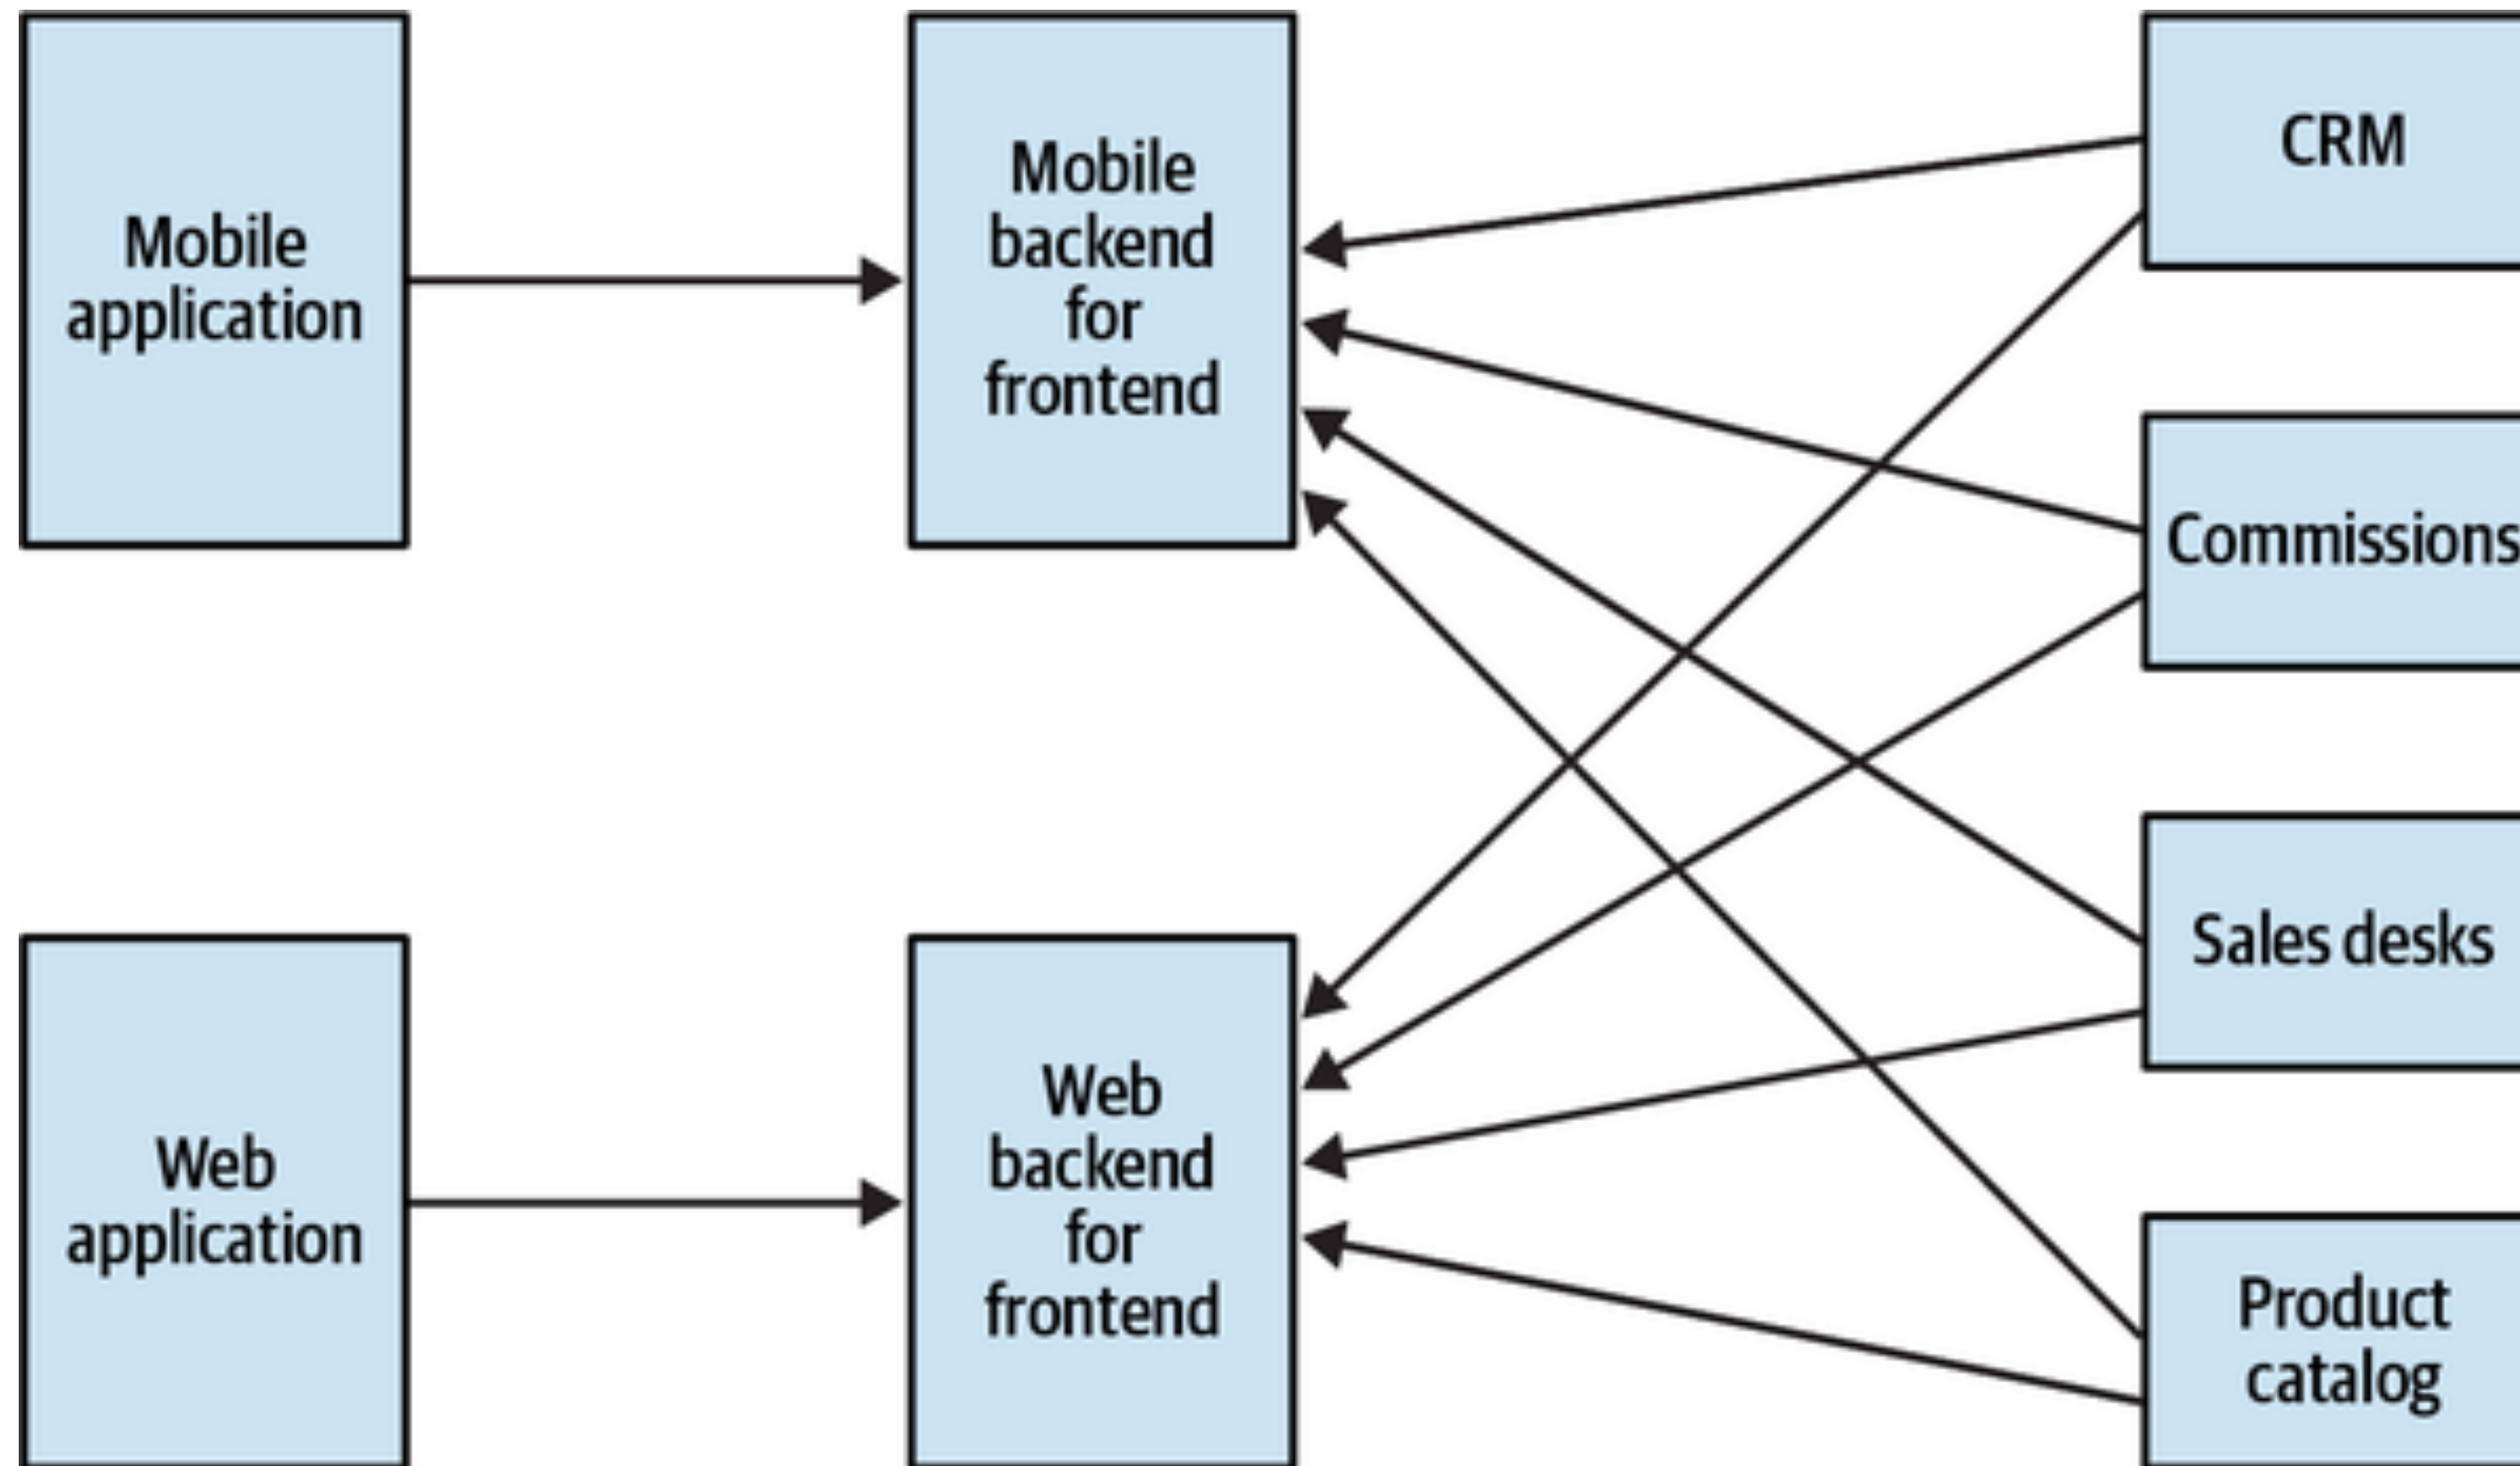 Mobile
application
Mobile
backend
for
frontend
CRM
Commissions
Sales desks
Web
application
Web
backend
for
frontend
Product
catalog